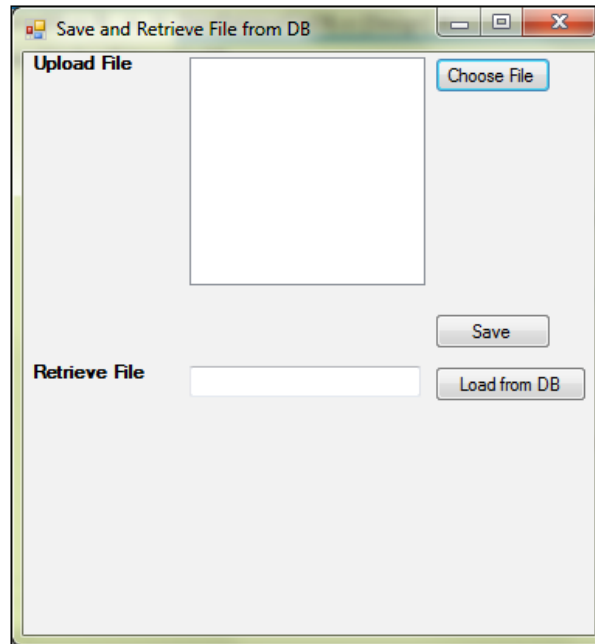 Save and Retrieve File from DB
Upload File
Choose File
Save
Retrieve File
Load from DB